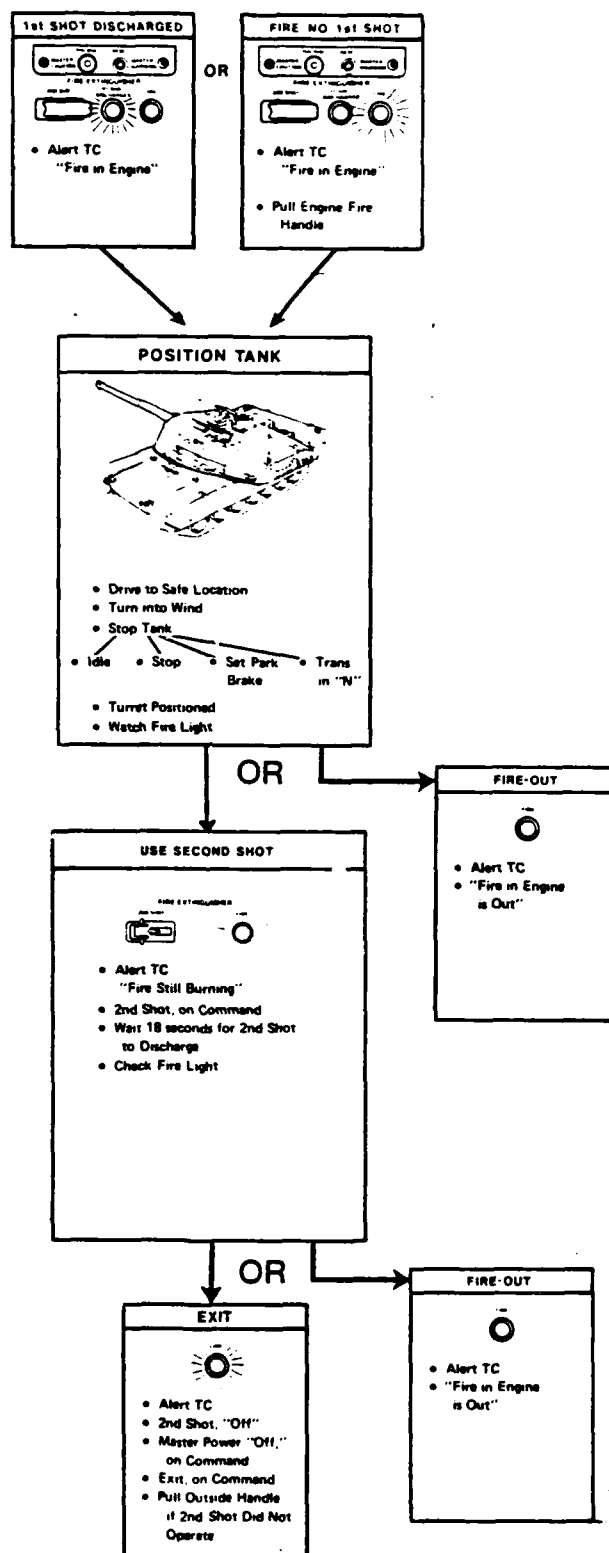 1st SHOT DISCHARGED
FIRE EXTINGUISHER
• Alert TC
"Fire in Engine"
OR
FIRE NO 1st SHOT
FIRE EXTINGUISHER
• Alert TC
"Fire in Engine"
• Pull Engine Fire
Handle
POSITION TANK
• Drive to Safe Location
• Turn into Wind
• Stop Tank
• Idle • Stop • Set Park • Trans
Brake in "N"
• Turret Positioned
• Watch Fire Light
OR
FIRE-OUT
• Alert TC
• "Fire in Engine
is Out"
USE SECOND SHOT
FIRE EXTINGUISHER
2ND SHOT
• Alert TC
"Fire Still Burning"
• 2nd Shot, on Command
• Wait 18 seconds for 2nd Shot
to Discharge
• Check Fire Light
OR
FIRE-OUT
• Alert TC
• "Fire in Engine
is Out"
EXIT
• Alert TC
• 2nd Shot, "Off"
• Master Power "Off,"
on Command
• Exit, on Command
• Pull Outside Handle
if 2nd Shot Did Not
Operate